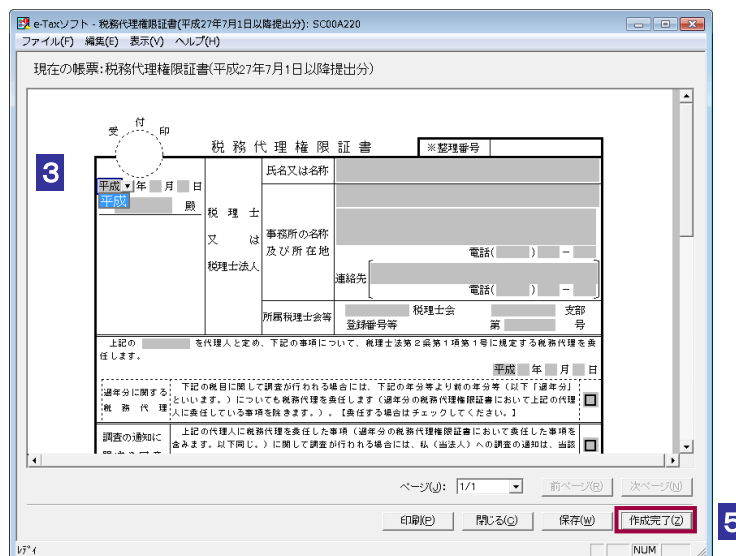 e-Taxソフト - 税務代理権限証書(平成27年7月1日以降提出分): SC00A220
ファイル(F) 編集(E) 表示(V) ヘルプ(H)
現在の帳票:税務代理権限証書(平成27年7月1日以降提出分)
受 付 印
税 務 代 理 権 限 証 書
※整理番号
3
平成 年 月 日
平成
殿
税 理 士
又 は
税理士法人
氏名又は名称
事務所の名称
及び所在地
電話( ) −
連絡先
電話( ) −
所属税理士会等
税理士会 支部
登録番号等 第 号
上記の を代理人と定め、下記の事項について、税理士法第2条第1項第1号に規定する税務代理を委
任します。
平成 年 月 日
過年分に関する
税 務 代 理
下記の税目に関して調査が行われる場合には、下記の年分等より前の年分等(以下「過年分」
といいます。)についても税務代理を委任します(過年分の税務代理権限証書において上記の代理
人に委任している事項を除きます。)。【委任する場合はチェックしてください。】
調査の通知に
上記の代理人に税務代理を委任した事項(過年分の税務代理権限証書において委任した事項を
含みます。以下同じ。)に関して調査が行われる場合には、私(当法人)への調査の通知は、当該
ページ(J): 1/1 前ページ(R) 次ページ(N)
印刷(P) 閉じる(C) 保存(W) 作成完了(Z)
5
ﾚﾃﾞｨ
NUM